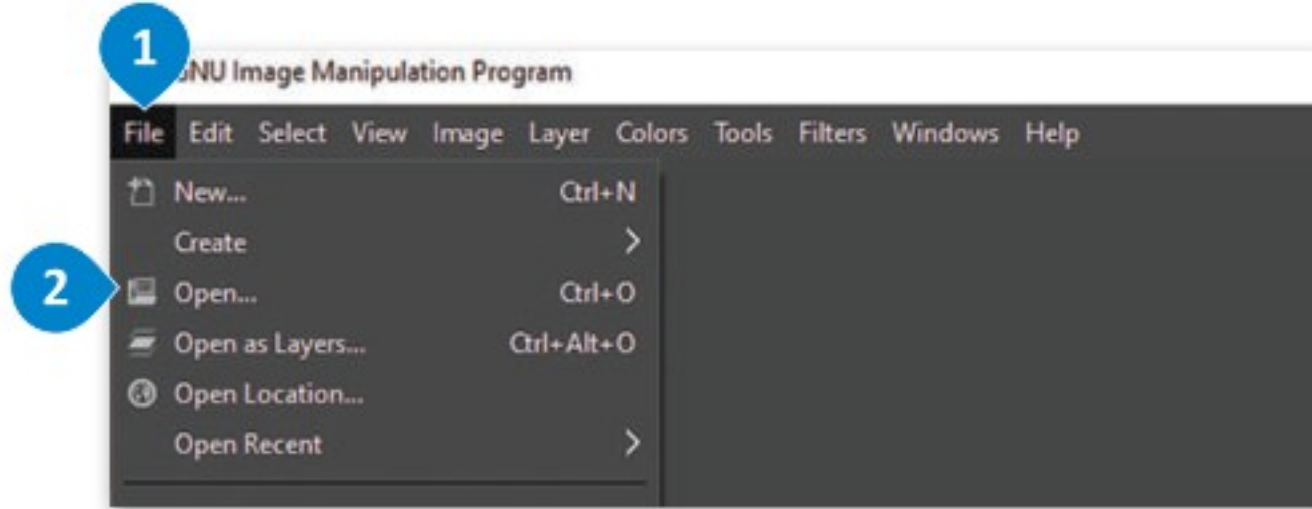 1
GNU Image Manipulation Program
File Edit Select View Image Layer Colors Tools Filters Windows Help
New... Ctrl+N
Create
2
Open... Ctrl+O
Open as Layers... Ctrl+Alt+O
Open Location...
Open Recent